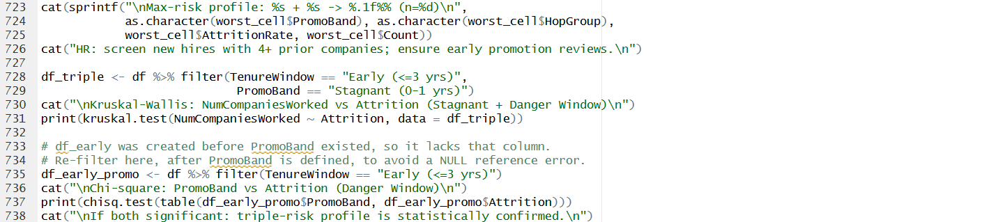 723 cat(sprintf("\nMax-risk profile: %s + %s -> %.1f%% (n=%d)\n",
724             as.character(worst_cell$PromoBand), as.character(worst_cell$HopGroup),
725             worst_cell$AttritionRate, worst_cell$Count))
726 cat("HR: screen new hires with 4+ prior companies; ensure early promotion reviews.\n")
727
728 df_triple <- df %>% filter(TenureWindow == "Early (<=3 yrs)",
729                            PromoBand == "Stagnant (0-1 yrs)")
730 cat("\nKruskal-Wallis: NumCompaniesWorked vs Attrition (Stagnant + Danger Window)\n")
731 print(kruskal.test(NumCompaniesWorked ~ Attrition, data = df_triple))
732
733 # df_early was created before PromoBand existed, so it lacks that column.
734 # Re-filter here, after PromoBand is defined, to avoid a NULL reference error.
735 df_early_promo <- df %>% filter(TenureWindow == "Early (<=3 yrs)")
736 cat("\nChi-square: PromoBand vs Attrition (Danger Window)\n")
737 print(chisq.test(table(df_early_promo$PromoBand, df_early_promo$Attrition)))
738 cat("\nIf both significant: triple-risk profile is statistically confirmed.\n")